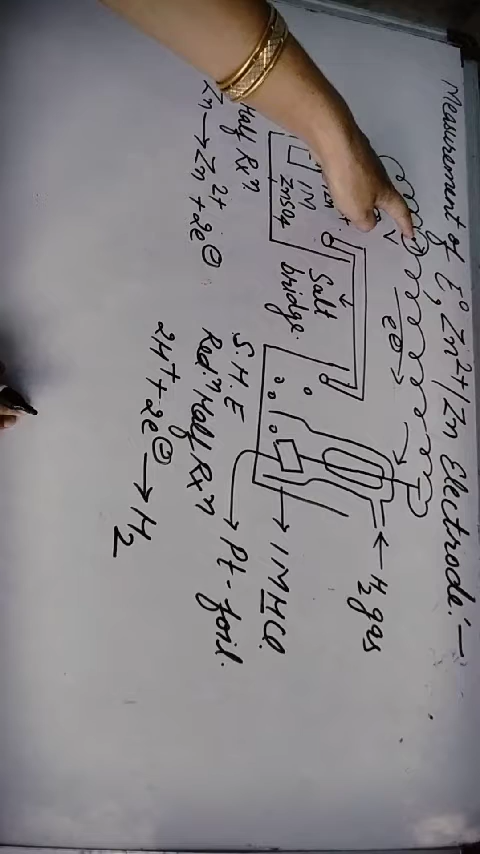 Measurement of E°, Zn²⁺/Zn Electrode:—
e⊖
← H₂ gas
Salt
bridge.
1M
ZnSO₄
→ 1M HCl.
→ Pt-foil.
Half Rxⁿ
Zn → Zn²⁺ + 2e⊖
S.H.E
Redⁿ Half Rxⁿ
2H⁺ + 2e⊖ → H₂